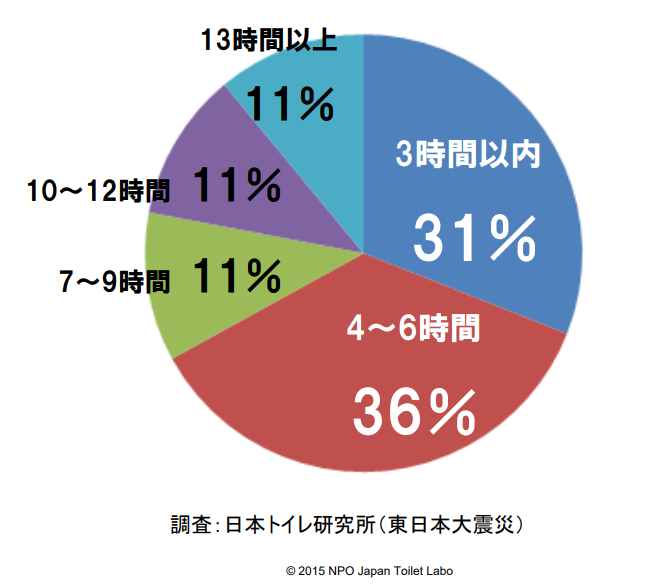 13時間以上
11%
3時間以内
31%
10～12時間 11%
7～9時間 11%
4～6時間
36%
調査：日本トイレ研究所（東日本大震災）
© 2015 NPO Japan Toilet Labo